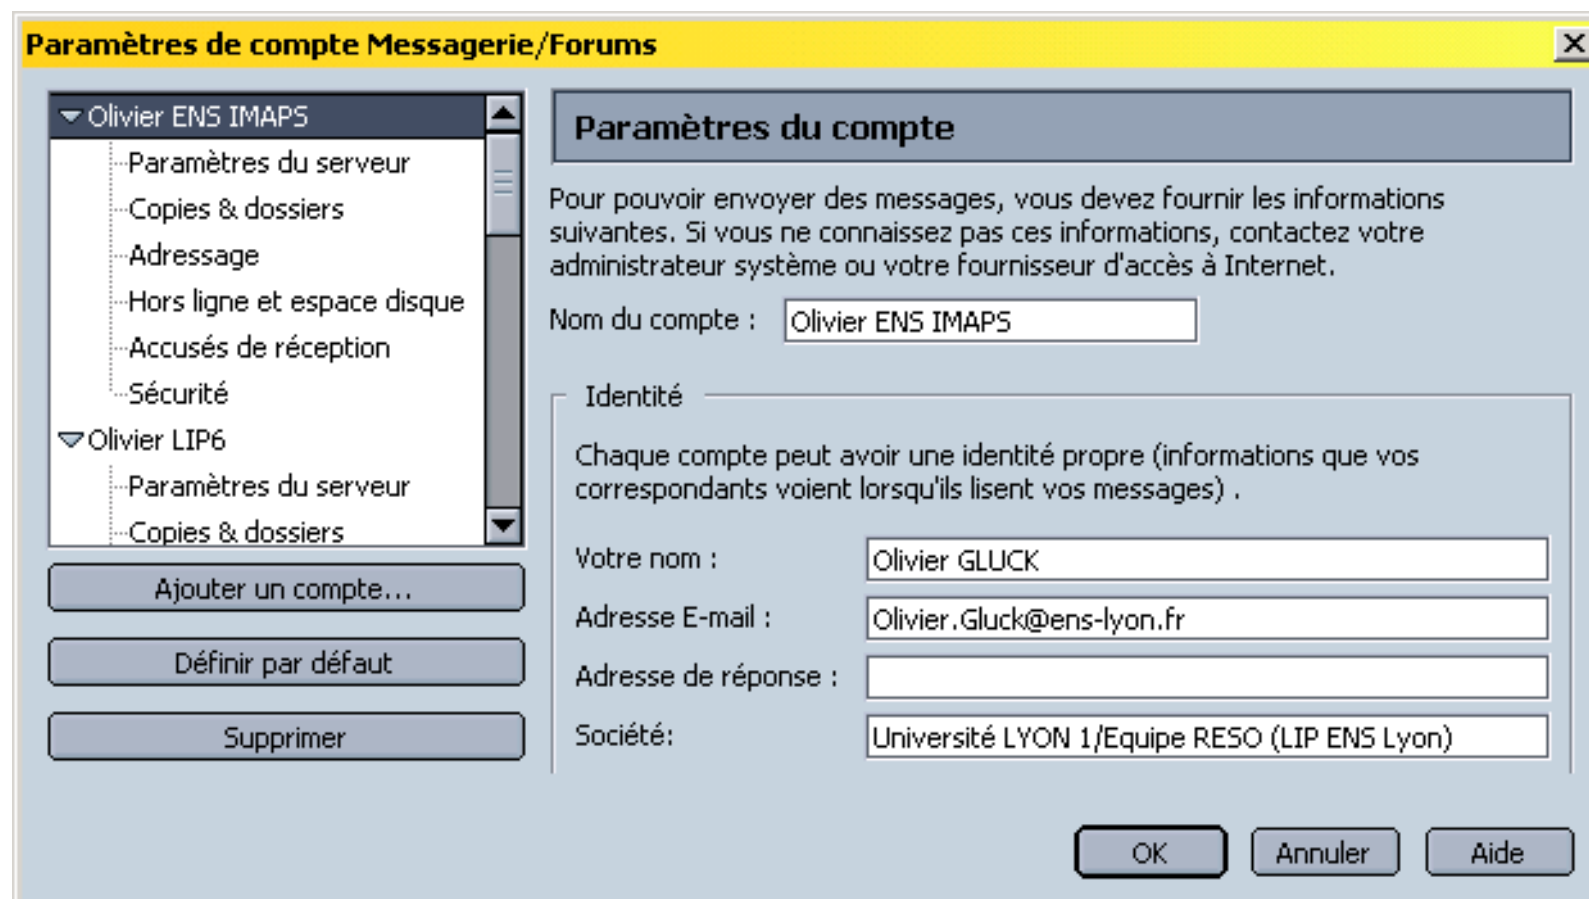 Paramètres de compte Messagerie/Forums
Olivier ENS IMAPS
Paramètres du serveur
Copies & dossiers
Adressage
Hors ligne et espace disque
Accusés de réception
Sécurité
Olivier LIP6
Paramètres du serveur
Copies & dossiers
Ajouter un compte...
Définir par défaut
Supprimer
Paramètres du compte
Pour pouvoir envoyer des messages, vous devez fournir les informations
suivantes. Si vous ne connaissez pas ces informations, contactez votre
administrateur système ou votre fournisseur d'accès à Internet.
Nom du compte : Olivier ENS IMAPS
Identité
Chaque compte peut avoir une identité propre (informations que vos
correspondants voient lorsqu'ils lisent vos messages) .
Votre nom : Olivier GLUCK
Adresse E-mail : Olivier.Gluck@ens-lyon.fr
Adresse de réponse :
Société: Université LYON 1/Equipe RESO (LIP ENS Lyon)
OK Annuler Aide